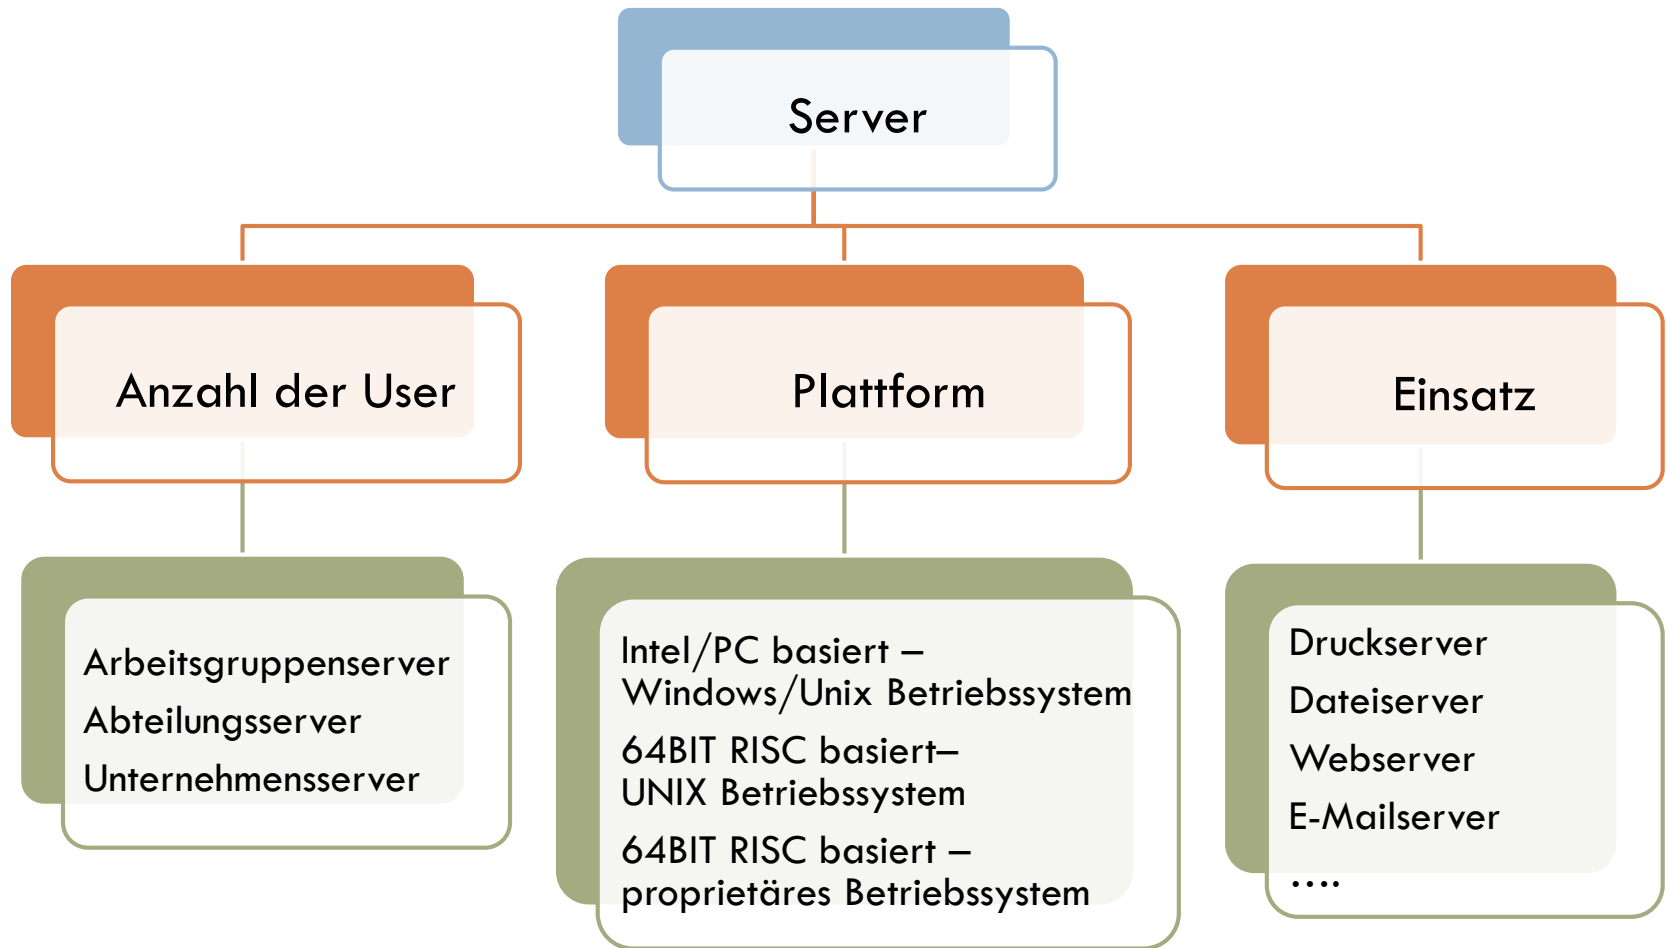 Server
Anzahl der User
Plattform
Einsatz
Arbeitsgruppenserver
Abteilungsserver
Unternehmensserver
Intel/PC basiert –
Windows/Unix Betriebssystem
64BIT RISC basiert–
UNIX Betriebssystem
64BIT RISC basiert –
proprietäres Betriebssystem
Druckserver
Dateiserver
Webserver
E-Mailserver
....